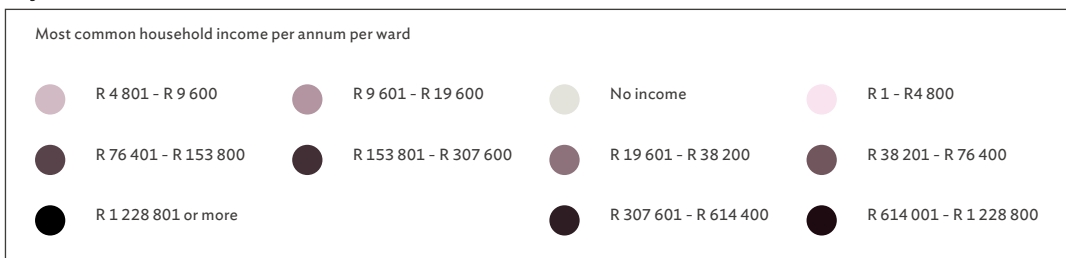 Most common household income per annum per ward
R 4 801 – R 9 600
R 9 601 – R 19 600
No income
R 1 – R4 800
R 76 401 – R 153 800
R 153 801 – R 307 600
R 19 601 – R 38 200
R 38 201 – R 76 400
R 1 228 801 or more
R 307 601 – R 614 400
R 614 001 – R 1 228 800